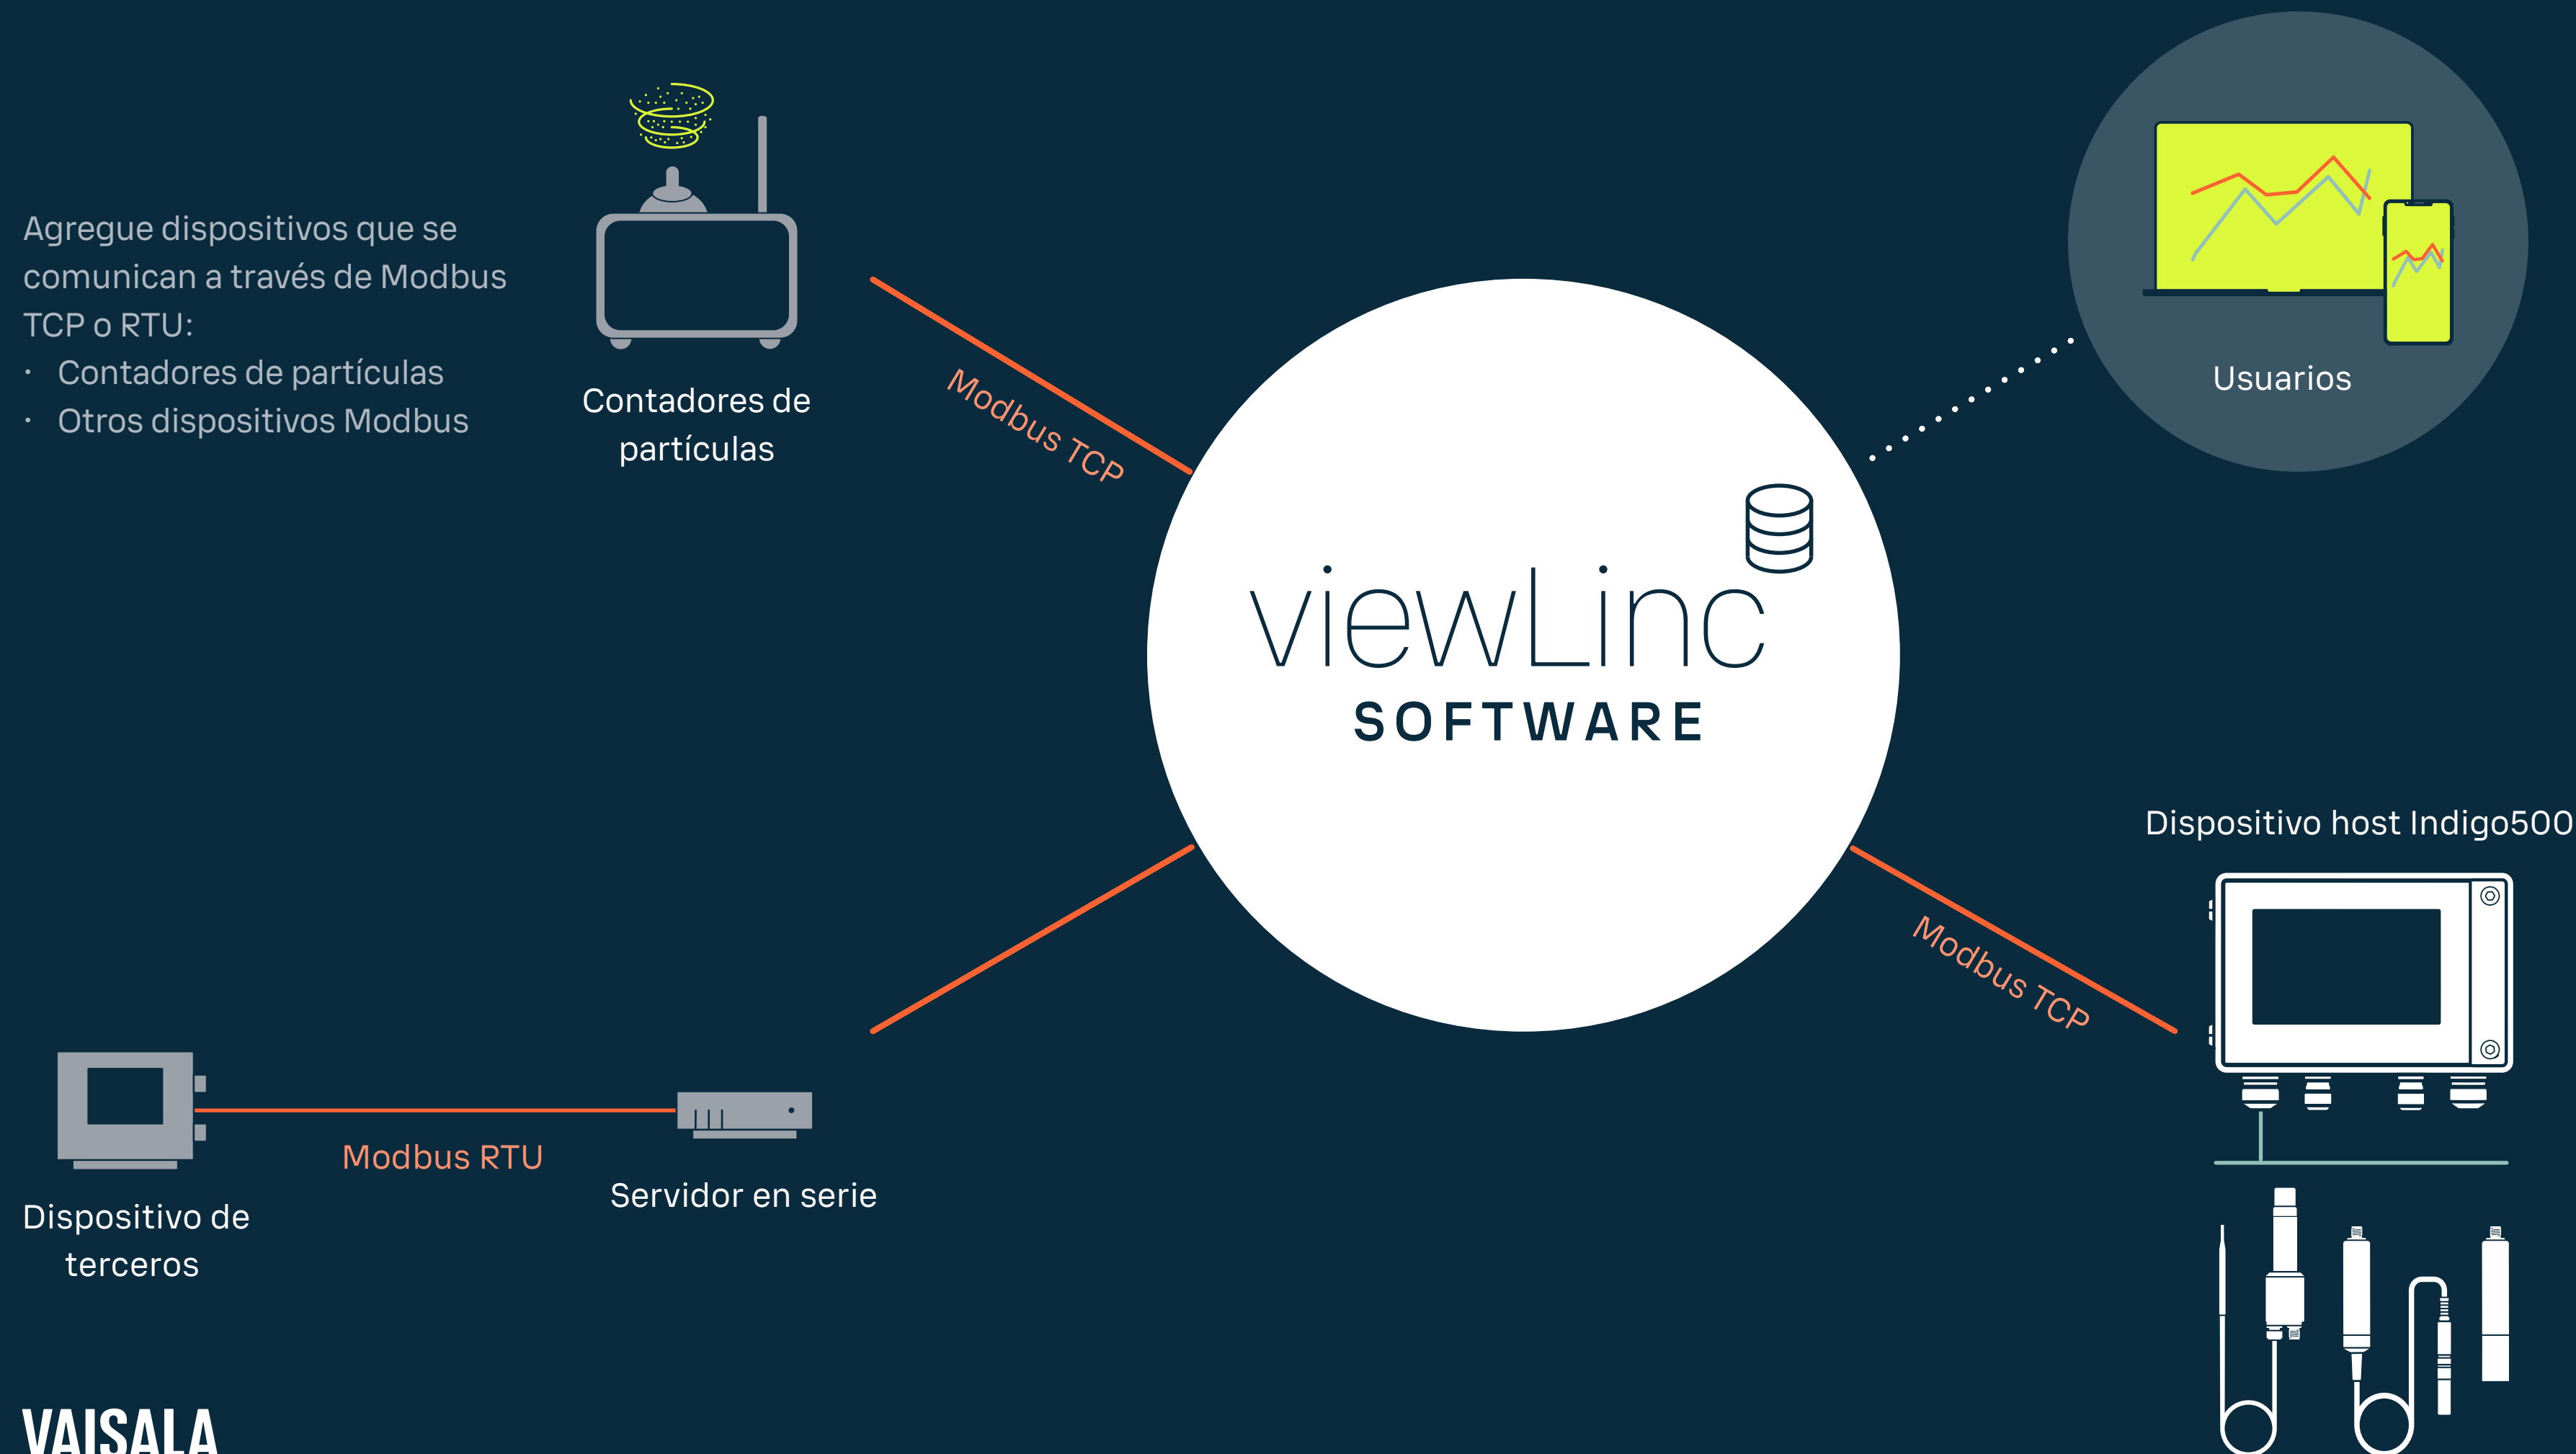 Agregue dispositivos que se
comunican a través de Modbus
TCP o RTU:
• Contadores de partículas
• Otros dispositivos Modbus
Contadores de
partículas
Modbus TCP
Usuarios
viewLinc
SOFTWARE
Dispositivo host Indigo500
Modbus TCP
Modbus RTU
Servidor en serie
Dispositivo de
terceros
VAISALA